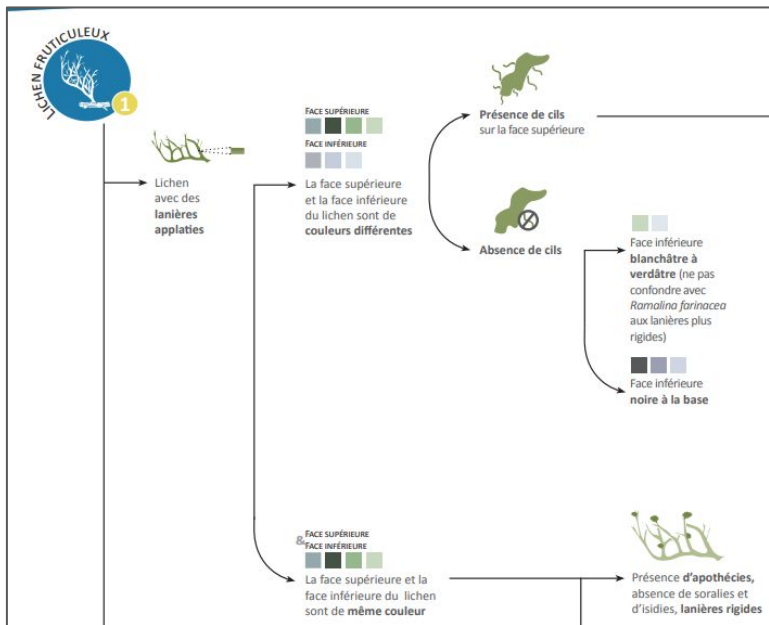 LICHEN FRUTICULEUX
1
Lichen
avec des
lanières
applaties
FACE SUPÉRIEURE
FACE INFÉRIEURE
La face supérieure
et la face inférieure
du lichen sont de
couleurs différentes
Présence de cils
sur la face supérieure
Absence de cils
Face inférieure
blanchâtre à
verdâtre (ne pas
confondre avec
Ramalina farinacea
aux lanières plus
rigides)
Face inférieure
noire à la base
FACE SUPÉRIEURE
& FACE INFÉRIEURE
La face supérieure et la
face inférieure du lichen
sont de même couleur
Présence d'apothécies,
absence de soralies et
d'isidies, lanières rigides